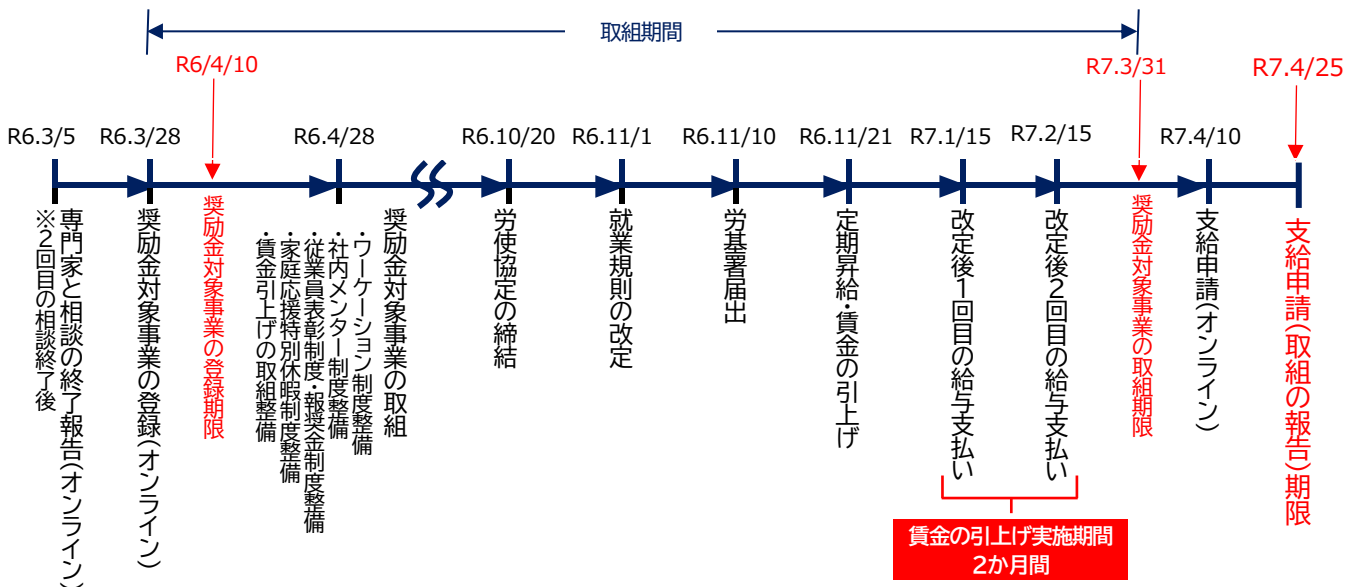 取組期間
R6/4/10
R7.3/31
R7.4/25
R6.3/5
R6.3/28
R6.4/28
R6.10/20
R6.11/1
R6.11/10
R6.11/21
R7.1/15
R7.2/15
R7.4/10
専門家と相談の終了報告(オンライン)
※2回目の相談終了後
奨励金対象事業の登録(オンライン)
奨励金対象事業の登録期限
奨励金対象事業の取組
・ワーケーション制度整備
・社内メンター制度整備
・従業員表彰制度・報奨金制度整備
・家庭応援特別休暇制度整備
・賃金引上げの取組整備
労使協定の締結
就業規則の改定
労基署届出
定期昇給・賃金の引上げ
改定後1回目の給与支払い
改定後2回目の給与支払い
奨励金対象事業の取組期限
支給申請(オンライン)
支給申請(取組の報告)期限
賃金の引上げ実施期間
2か月間